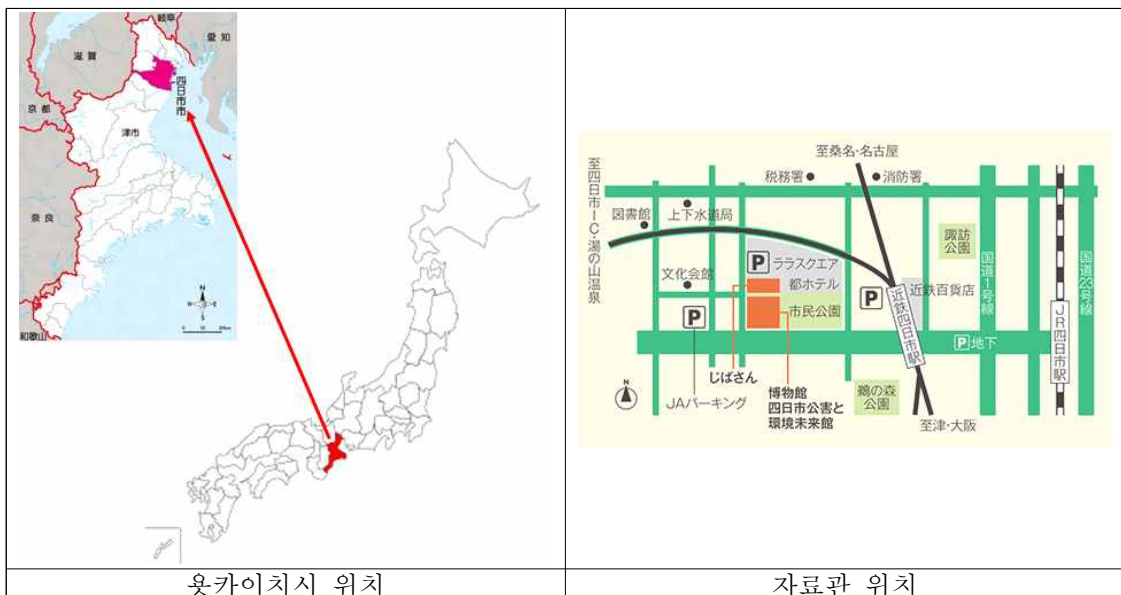 岐阜
愛知
滋賀
四日市市
京都
津市
奈良
和歌山
N
W
E
S
0
至桑名・名古屋
税務署
消防署
至四日市IC・湯の山温泉
図書館
上下水道局
諏訪
公園
P ララスクエア
都ホテル
文化会館
市民公園
P
P
近鉄百貨店
近鉄四日市駅
国道1号線
国道23号線
JR四日市駅
P 地下
じばさん
N
JAパーキング
博物館
四日市公害と
環境未来館
鵜の森
公園
至津・大阪
욧카이치시 위치
자료관 위치